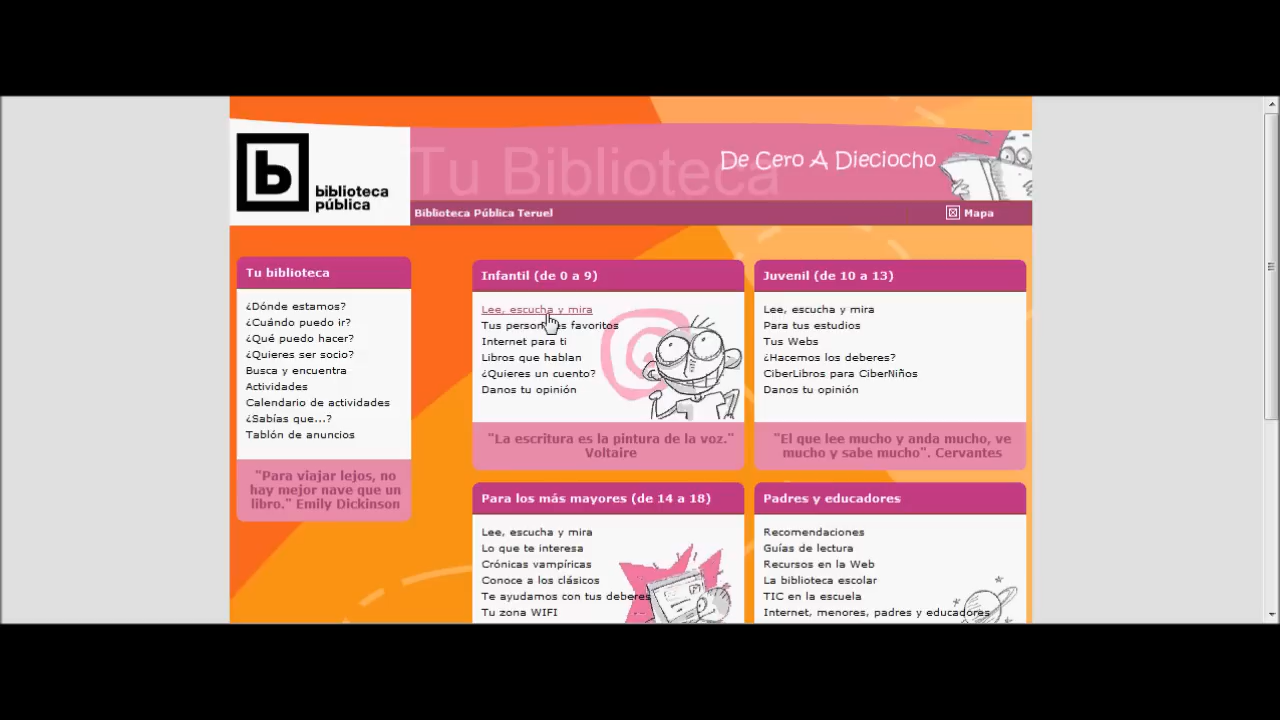 Tu Biblioteca
De Cero A Dieciocho
b
biblioteca
pública
Biblioteca Pública Teruel
Mapa
Tu biblioteca
¿Dónde estamos?
¿Cuándo puedo ir?
¿Qué puedo hacer?
¿Quieres ser socio?
Busca y encuentra
Actividades
Calendario de actividades
¿Sabías que...?
Tablón de anuncios
"Para viajar lejos, no
hay mejor nave que un
libro." Emily Dickinson
Infantil (de 0 a 9)
Lee, escucha y mira
Tus personajes favoritos
Internet para ti
Libros que hablan
¿Quieres un cuento?
Danos tu opinión
"La escritura es la pintura de la voz."
Voltaire
Juvenil (de 10 a 13)
Lee, escucha y mira
Para tus estudios
Tus Webs
¿Hacemos los deberes?
CiberLibros para CiberNiños
Danos tu opinión
"El que lee mucho y anda mucho, ve
mucho y sabe mucho". Cervantes
Para los más mayores (de 14 a 18)
Lee, escucha y mira
Lo que te interesa
Crónicas vampíricas
Conoce a los clásicos
Te ayudamos con tus deberes
Tu zona WIFI
Padres y educadores
Recomendaciones
Guías de lectura
Recursos en la Web
La biblioteca escolar
TIC en la escuela
Internet, menores, padres y educadores